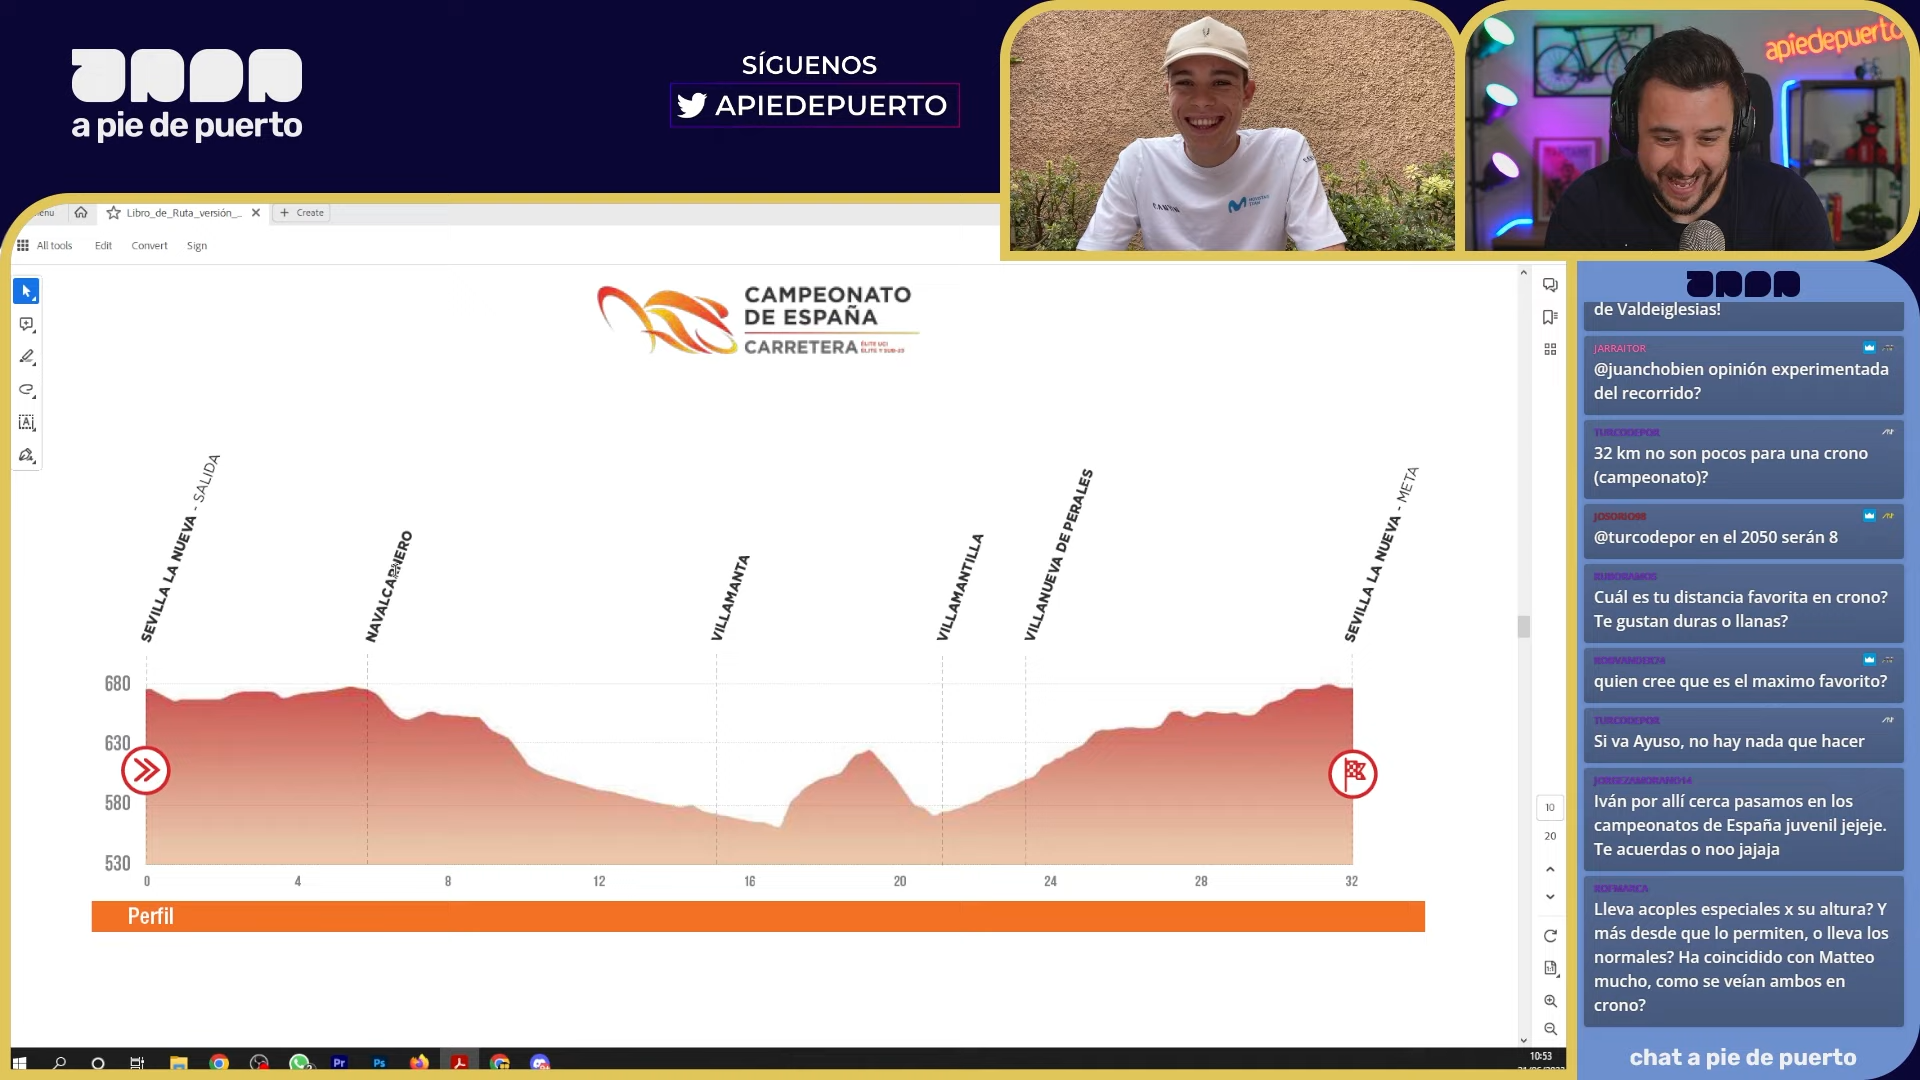 a pie de puerto
SÍGUENOS
APIEDEPUERTO
apiedepuerto
CANYON
Libro_de_Ruta_versión_...
Create
All tools
Edit
Convert
Sign
CAMPEONATO
DE ESPAÑA
CARRETERA
SEVILLA LA NUEVA - SALIDA
NAVALCARNERO
VILLAMANTA
VILLAMANTILLA
VILLANUEVA DE PERALES
SEVILLA LA NUEVA - META
680
630
580
530
0
4
8
12
16
20
24
28
32
Perfil
10
20
10:53
de Valdeiglesias!
JARRAITOR
@juanchobien opinión experimentada
del recorrido?
TURCODEPOR
32 km no son pocos para una crono
(campeonato)?
JOSORIO98
@turcodepor en el 2050 serán 8
Cuál es tu distancia favorita en crono?
Te gustan duras o llanas?
quien cree que es el maximo favorito?
TURCODEPOR
Si va Ayuso, no hay nada que hacer
JORGEZAMORANO14
Iván por allí cerca pasamos en los
campeonatos de España juvenil jejeje.
Te acuerdas o noo jajaja
Lleva acoples especiales x su altura? Y
más desde que lo permiten, o lleva los
normales? Ha coincidido con Matteo
mucho, como se veían ambos en
crono?
chat a pie de puerto